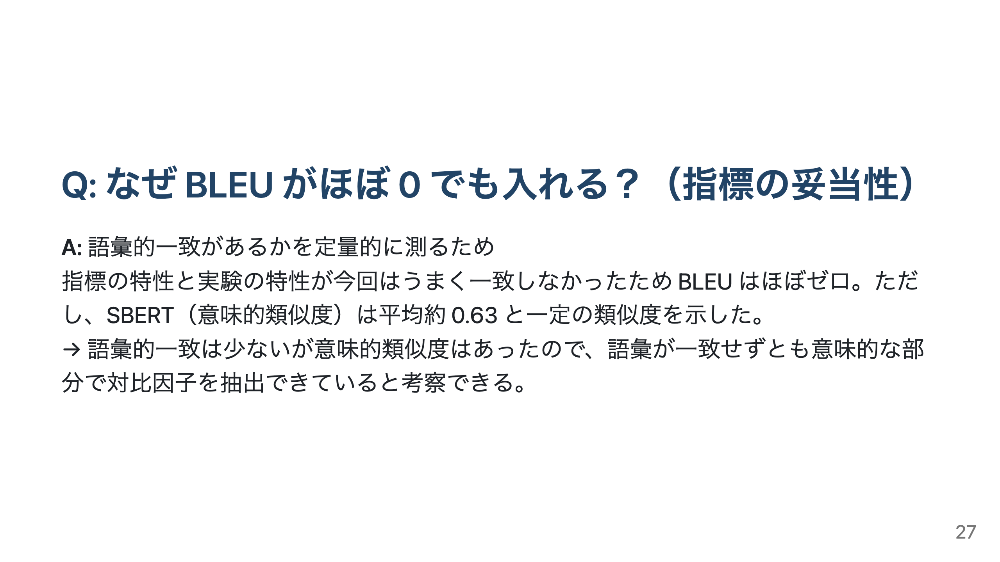 Q: なぜ BLEU がほぼ 0 でも入れる？（指標の妥当性）
A: 語彙的一致があるかを定量的に測るため
指標の特性と実験の特性が今回はうまく一致しなかったため BLEU はほぼゼロ。ただ
し、SBERT（意味的類似度）は平均約 0.63 と一定の類似度を示した。
→ 語彙的一致は少ないが意味的類似度はあったので、語彙が一致せずとも意味的な部
分で対比因子を抽出できていると考察できる。
27